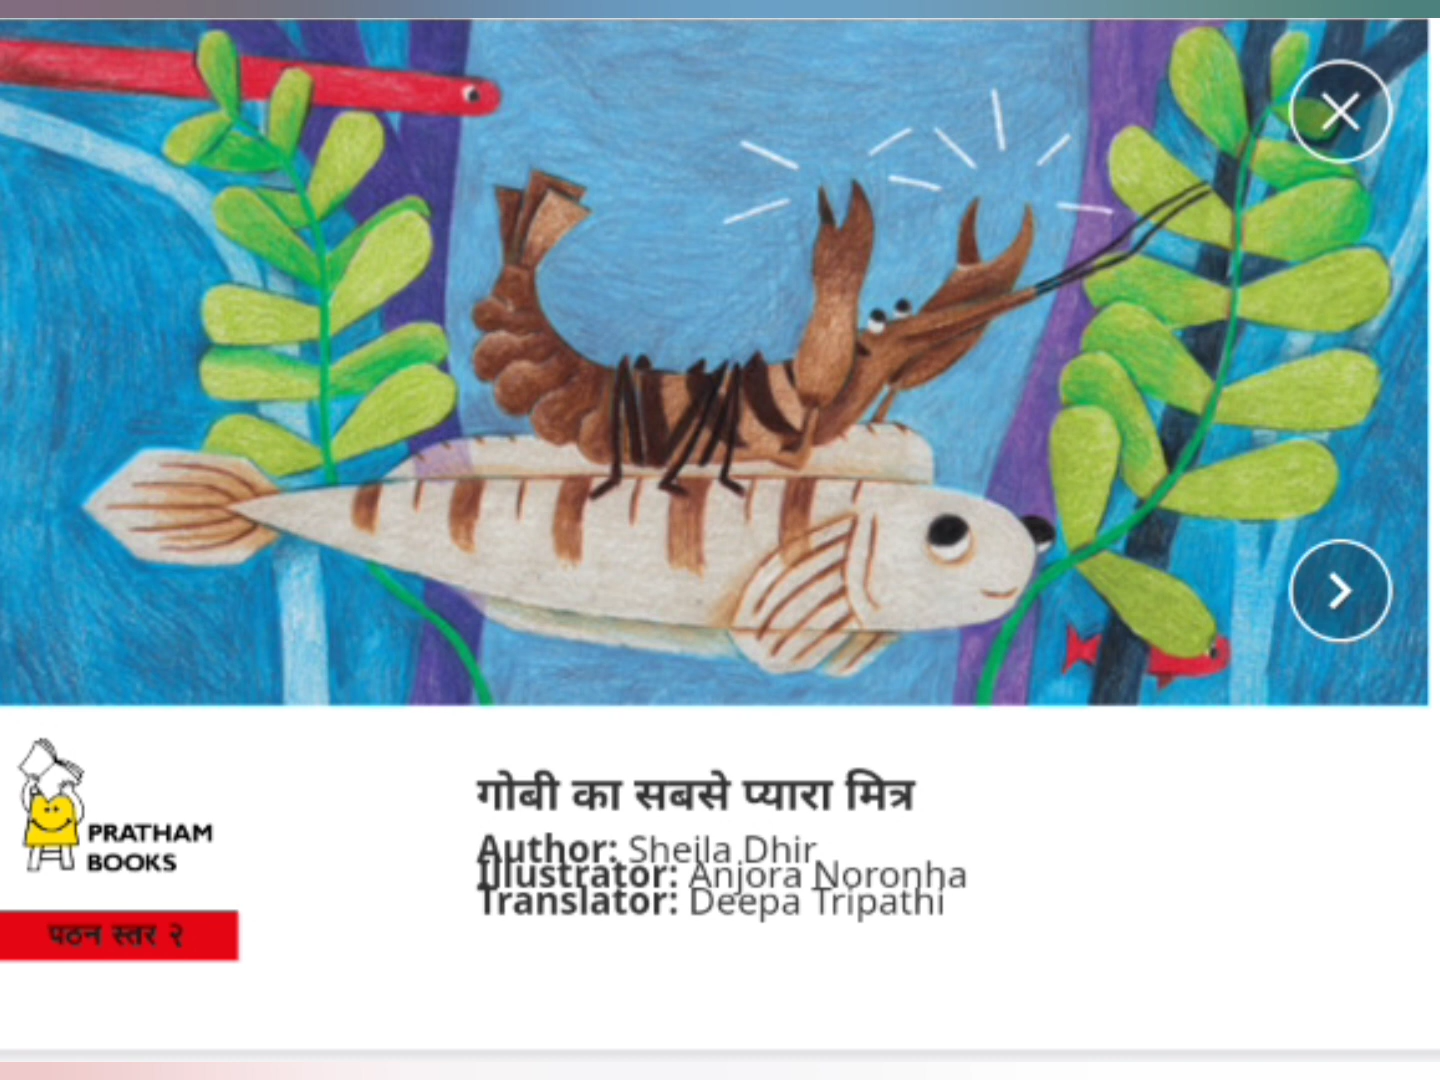 गोबी का सबसे प्यारा मित्र
Author: Sheila Dhir
Illustrator: Anjora Noronha
Translator: Deepa Tripathi
PRATHAM
BOOKS
पठन स्तर २